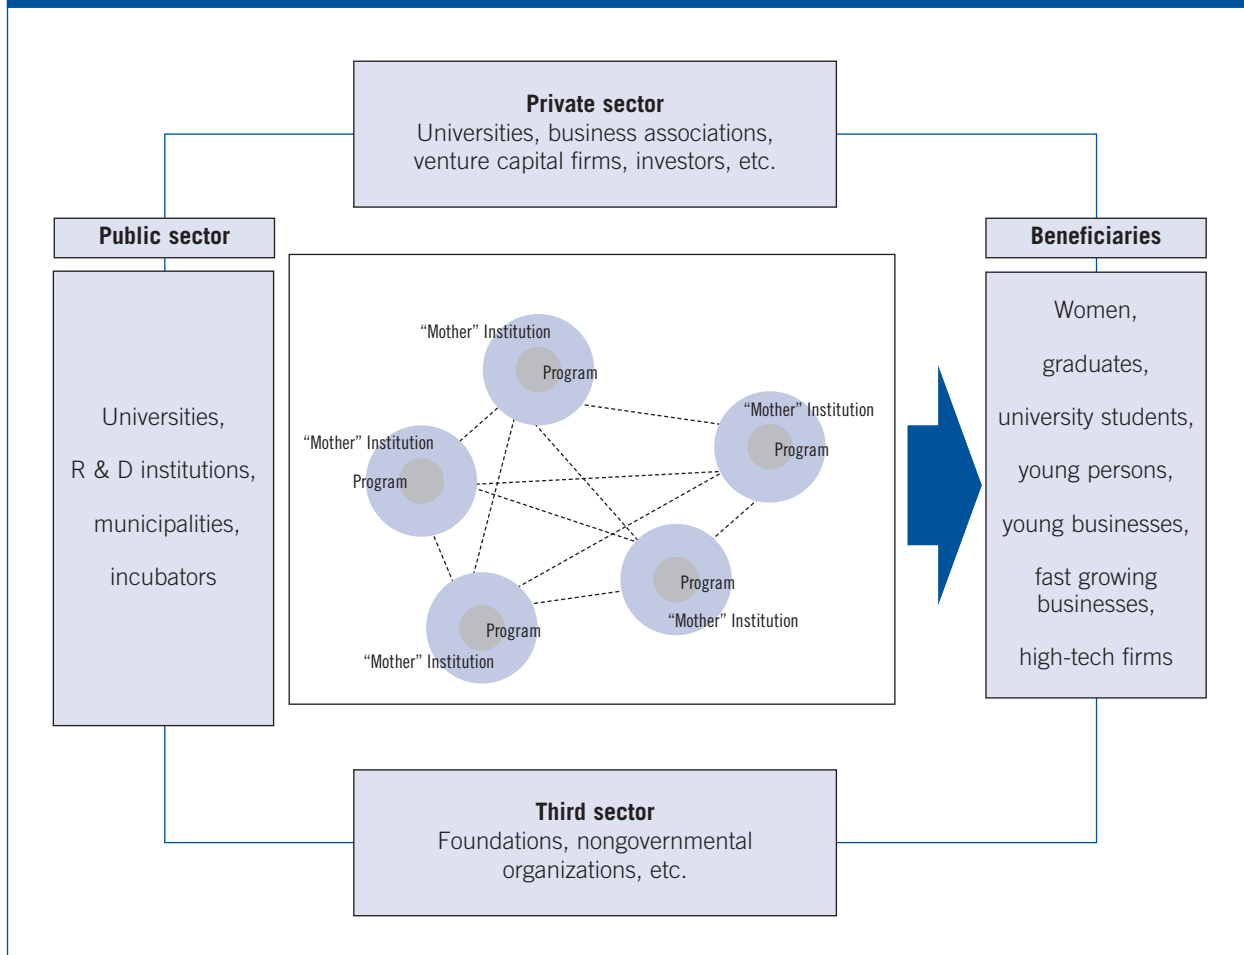 Private sector
Universities, business associations,
venture capital firms, investors, etc.
Public sector
Universities,
R & D institutions,
municipalities,
incubators
“Mother” Institution
Program
“Mother” Institution
Program
“Mother” Institution
Program
Program
“Mother” Institution
Program
“Mother” Institution
Beneficiaries
Women,
graduates,
university students,
young persons,
young businesses,
fast growing
businesses,
high-tech firms
Third sector
Foundations, nongovernmental
organizations, etc.